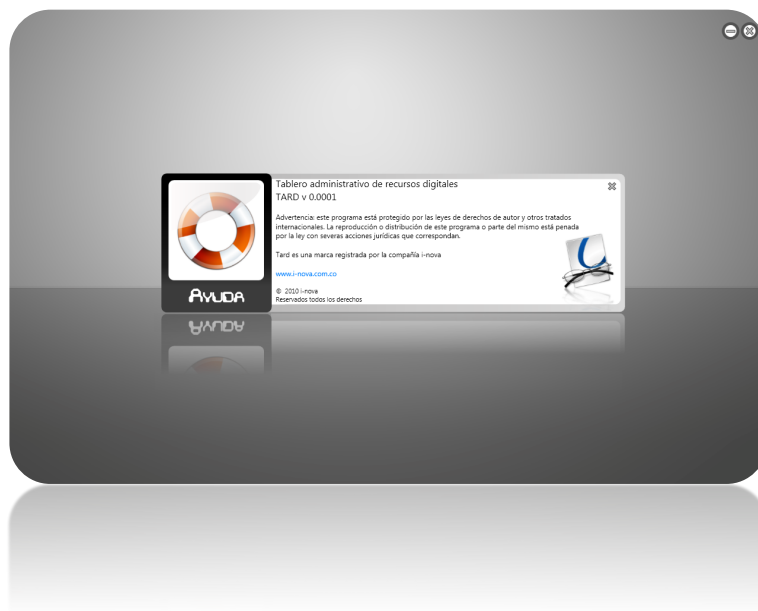 Tablero administrativo de recursos digitales
TARD v 0.0001
Advertencia: este programa está protegido por las leyes de derechos de autor y otros tratados
internacionales. La reproducción o distribución de este programa o parte del mismo está penada
por la ley con severas acciones jurídicas que correspondan.
Tard es una marca registrada por la compañía i-nova
www.i-nova.com.co
© 2010 i-nova
Reservados todos los derechos
Ayuda